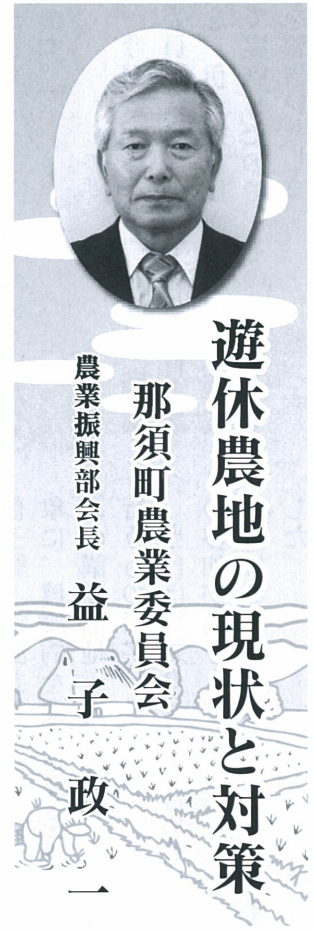 遊休農地の現状と対策
那須町農業委員会
農業振興部会長 益子政一